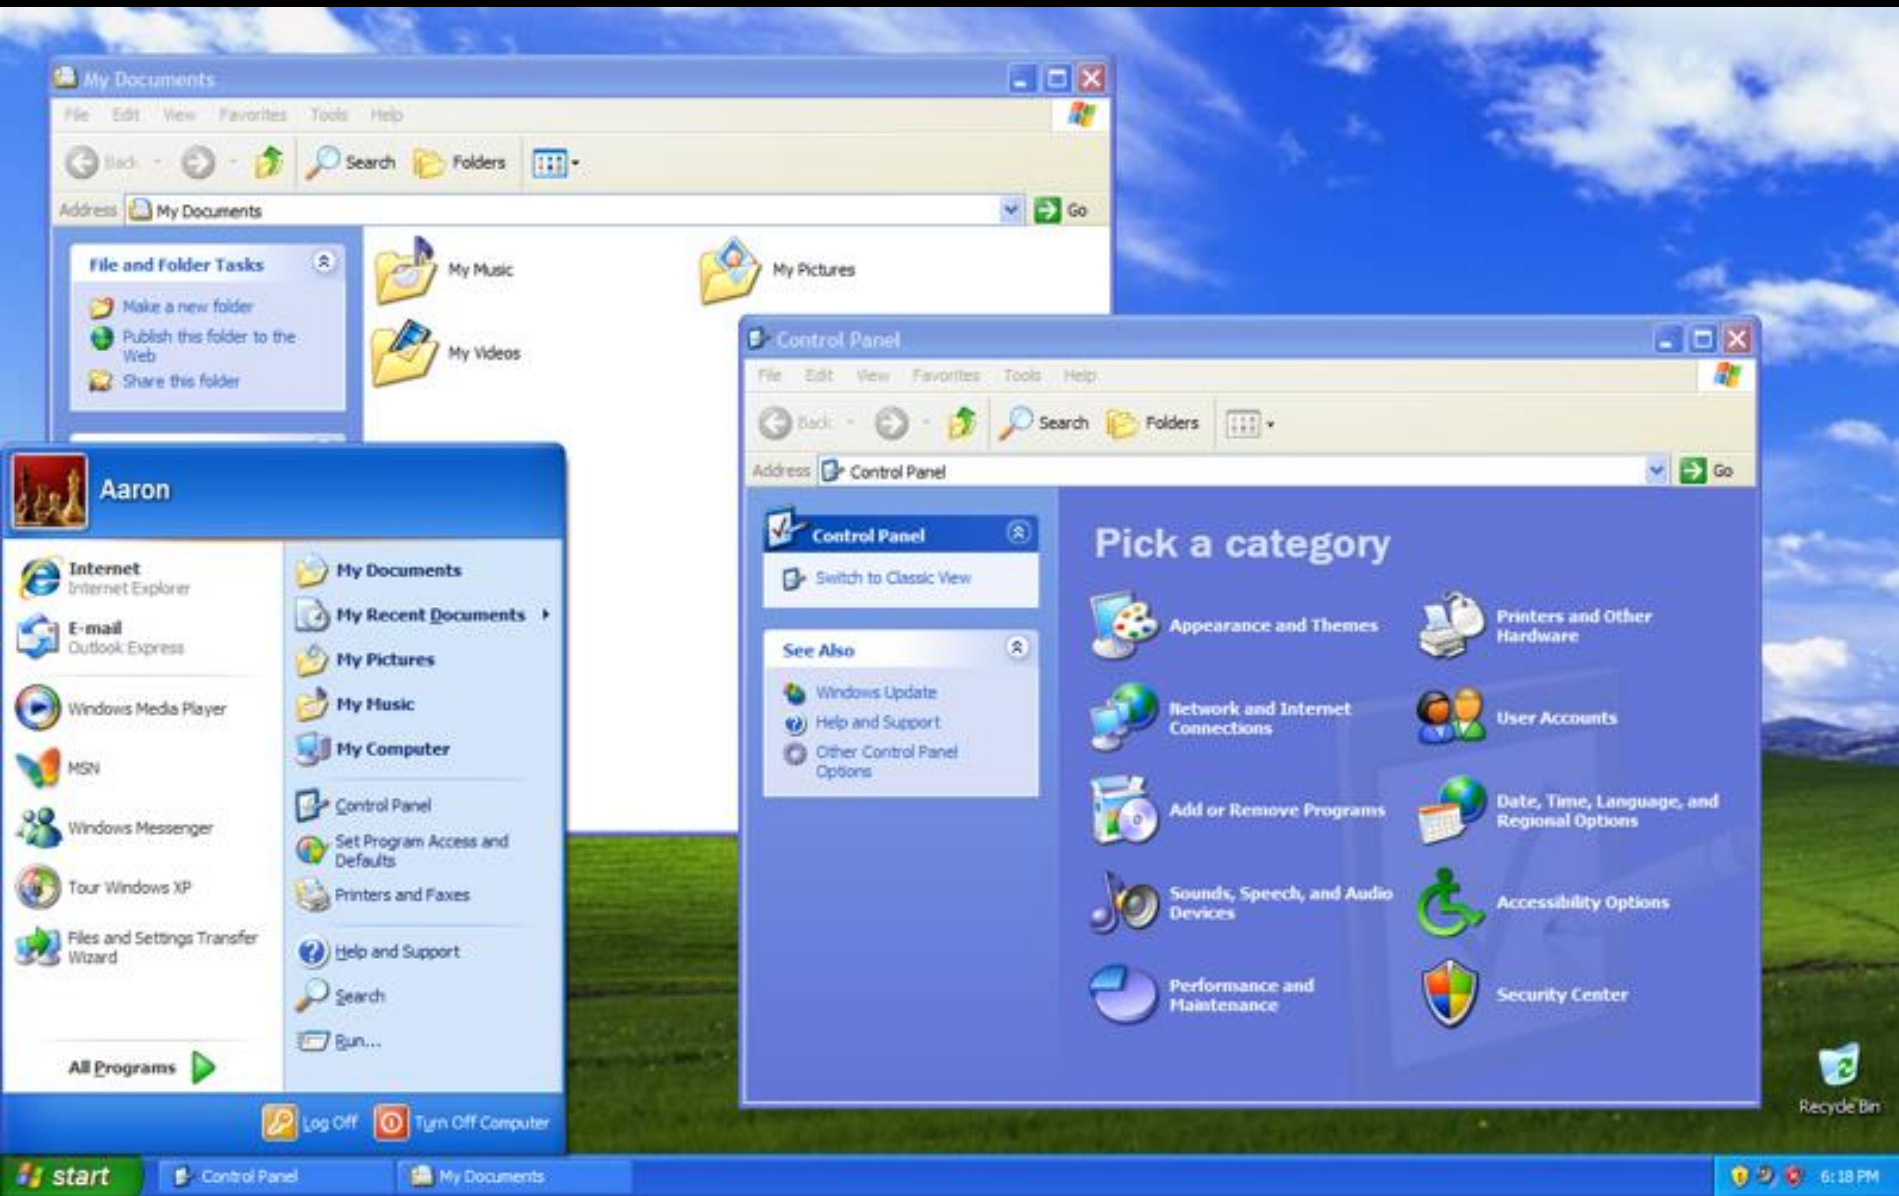 My Documents
File Edit View Favorites Tools Help
Back Search Folders
Address My Documents Go
File and Folder Tasks
Make a new folder
Publish this folder to the
Web
Share this folder
My Music
My Pictures
My Videos
Control Panel
File Edit View Favorites Tools Help
Back Search Folders
Address Control Panel Go
Control Panel
Switch to Classic View
See Also
Windows Update
Help and Support
Other Control Panel
Options
Pick a category
Appearance and Themes
Printers and Other
Hardware
Network and Internet
Connections
User Accounts
Add or Remove Programs
Date, Time, Language, and
Regional Options
Sounds, Speech, and Audio
Devices
Accessibility Options
Performance and
Maintenance
Security Center
Aaron
Internet
Internet Explorer
E-mail
Outlook Express
Windows Media Player
MSN
Windows Messenger
Tour Windows XP
Files and Settings Transfer
Wizard
All Programs
My Documents
My Recent Documents
My Pictures
My Music
My Computer
Control Panel
Set Program Access and
Defaults
Printers and Faxes
Help and Support
Search
Run...
Log Off Turn Off Computer
Recycle Bin
start Control Panel My Documents 6:18 PM